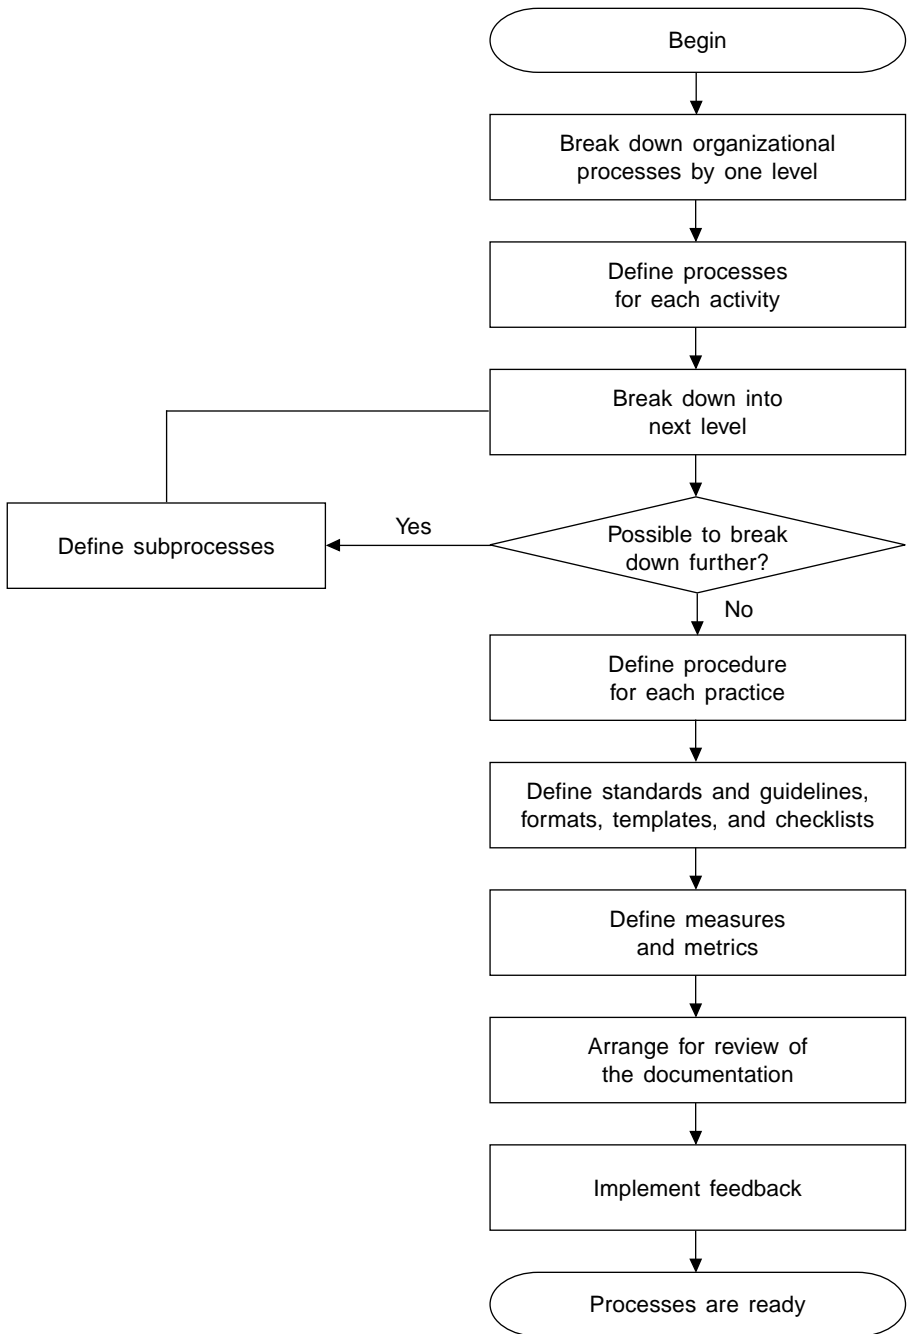 Begin
Break down organizational
processes by one level
Define processes
for each activity
Break down into
next level
Possible to break
down further?
Yes
Define subprocesses
No
Define procedure
for each practice
Define standards and guidelines,
formats, templates, and checklists
Define measures
and metrics
Arrange for review of
the documentation
Implement feedback
Processes are ready